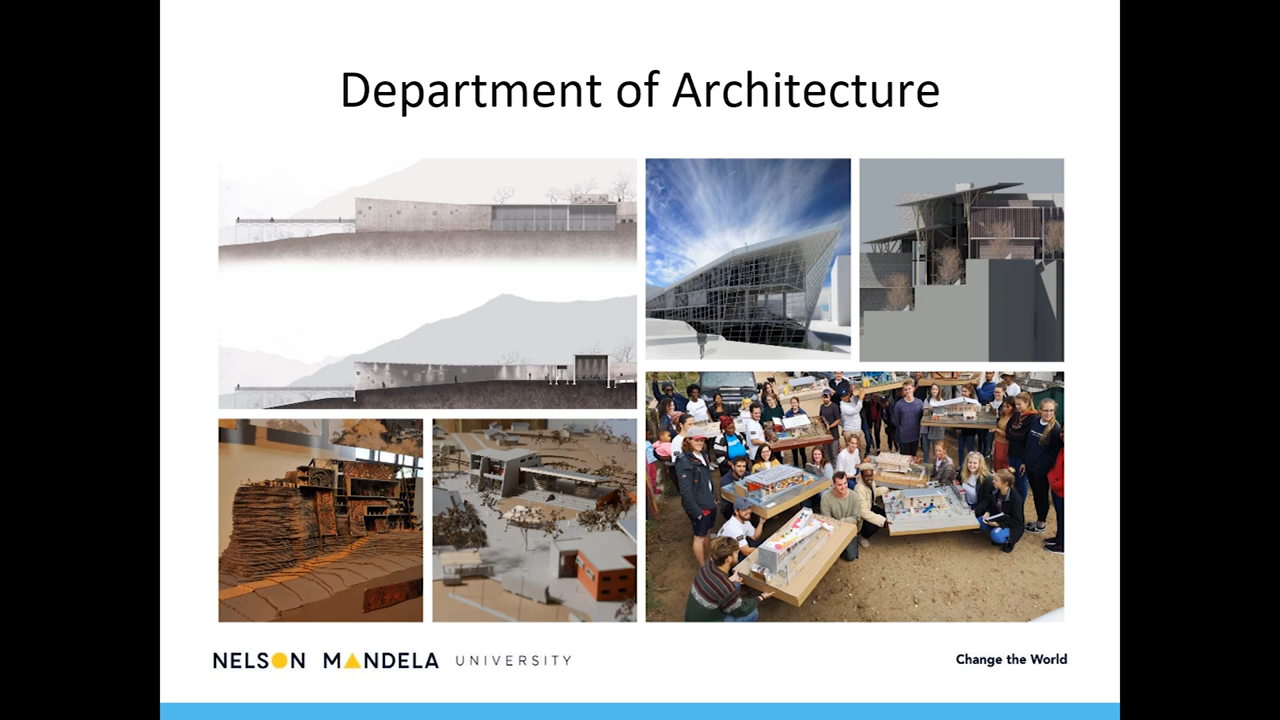 Department of Architecture
NELSON MANDELA UNIVERSITY
Change the World